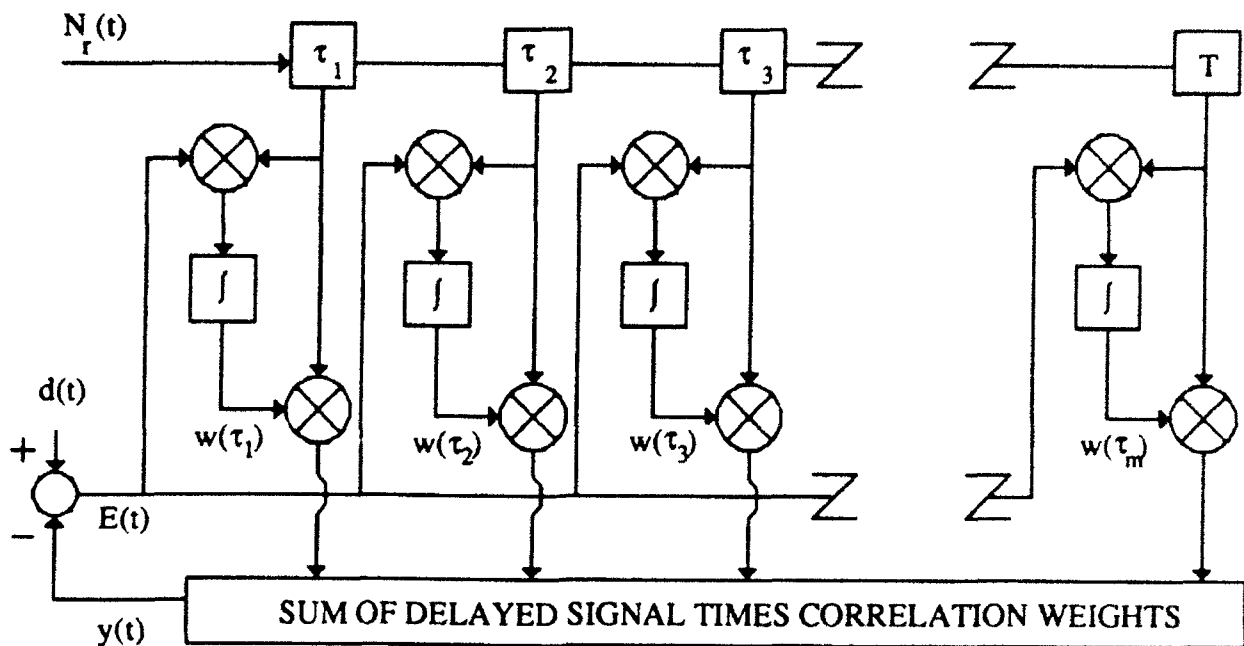 N_r(t)
τ_1
τ_2
τ_3
T
∫
∫
∫
∫
d(t)
+
w(τ_1)
w(τ_2)
w(τ_3)
w(τ_m)
E(t)
−
y(t)
SUM OF DELAYED SIGNAL TIMES CORRELATION WEIGHTS